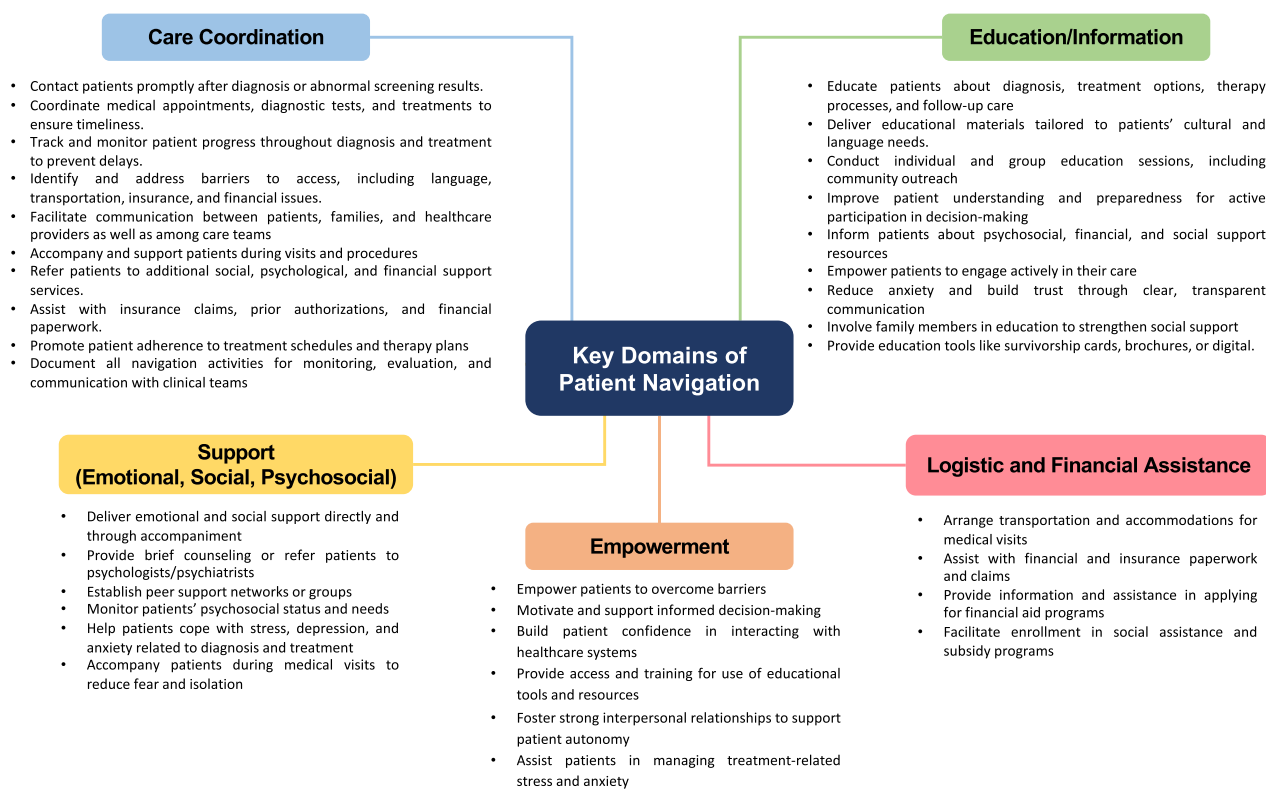 Care Coordination
• Contact patients promptly after diagnosis or abnormal screening results.
• Coordinate medical appointments, diagnostic tests, and treatments to
ensure timeliness.
• Track and monitor patient progress throughout diagnosis and treatment
to prevent delays.
• Identify and address barriers to access, including language,
transportation, insurance, and financial issues.
• Facilitate communication between patients, families, and healthcare
providers as well as among care teams
• Accompany and support patients during visits and procedures
• Refer patients to additional social, psychological, and financial support
services.
• Assist with insurance claims, prior authorizations, and financial
paperwork.
• Promote patient adherence to treatment schedules and therapy plans
• Document all navigation activities for monitoring, evaluation, and
communication with clinical teams
Education/Information
• Educate patients about diagnosis, treatment options, therapy
processes, and follow-up care
• Deliver educational materials tailored to patients’ cultural and
language needs.
• Conduct individual and group education sessions, including
community outreach
• Improve patient understanding and preparedness for active
participation in decision-making
• Inform patients about psychosocial, financial, and social support
resources
• Empower patients to engage actively in their care
• Reduce anxiety and build trust through clear, transparent
communication
• Involve family members in education to strengthen social support
• Provide education tools like survivorship cards, brochures, or digital.
Key Domains of
Patient Navigation
Support
(Emotional, Social, Psychosocial)
• Deliver emotional and social support directly and
through accompaniment
• Provide brief counseling or refer patients to
psychologists/psychiatrists
• Establish peer support networks or groups
• Monitor patients’ psychosocial status and needs
• Help patients cope with stress, depression, and
anxiety related to diagnosis and treatment
• Accompany patients during medical visits to
reduce fear and isolation
Empowerment
• Empower patients to overcome barriers
• Motivate and support informed decision-making
• Build patient confidence in interacting with
healthcare systems
• Provide access and training for use of educational
tools and resources
• Foster strong interpersonal relationships to support
patient autonomy
• Assist patients in managing treatment-related
stress and anxiety
Logistic and Financial Assistance
• Arrange transportation and accommodations for
medical visits
• Assist with financial and insurance paperwork
and claims
• Provide information and assistance in applying
for financial aid programs
• Facilitate enrollment in social assistance and
subsidy programs